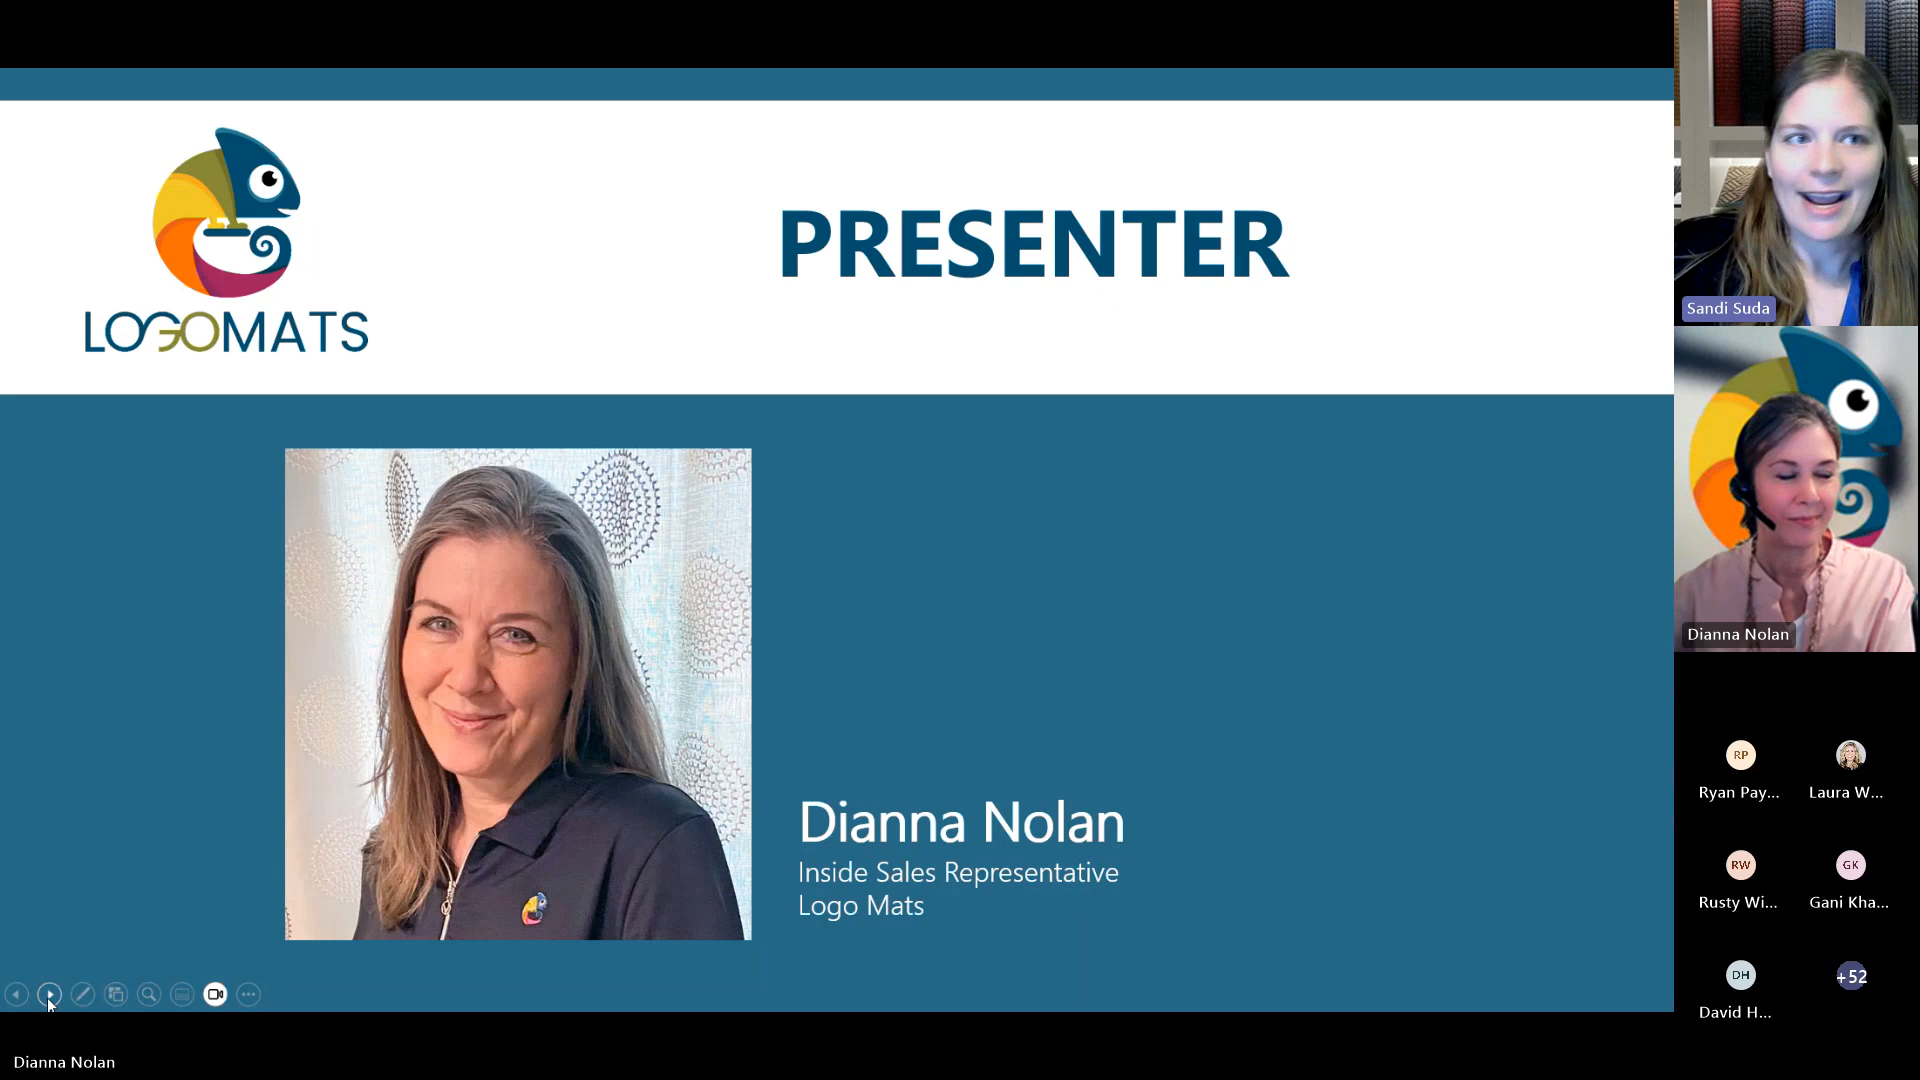 LOGOMATS
PRESENTER
Dianna Nolan
Inside Sales Representative
Logo Mats
Sandi Suda
Dianna Nolan
RP
Ryan Pay...
Laura W...
RW
Rusty Wi...
GK
Gani Kha...
DH
David H...
+52
Dianna Nolan